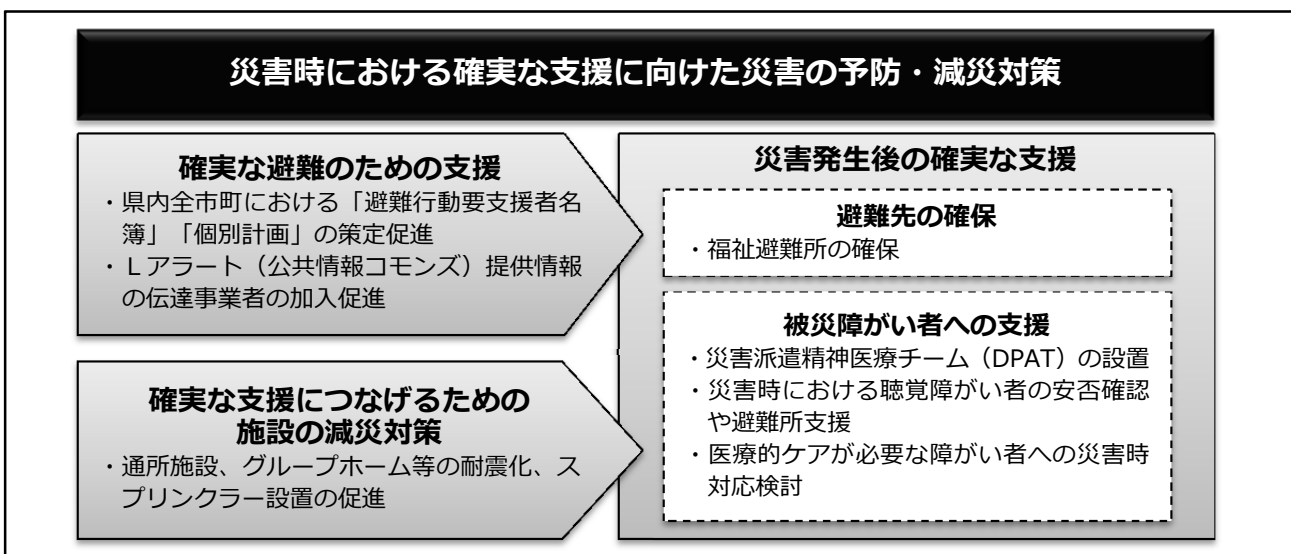 災害時における確実な支援に向けた災害の予防・減災対策
確実な避難のための支援
・県内全市町における「避難行動要支援者名
簿」「個別計画」の策定促進
・Ｌアラート（公共情報コモンズ）提供情報
の伝達事業者の加入促進
確実な支援につなげるための
施設の減災対策
・通所施設、グループホーム等の耐震化、ス
プリンクラー設置の促進
災害発生後の確実な支援
避難先の確保
・福祉避難所の確保
被災障がい者への支援
・災害派遣精神医療チーム（DPAT）の設置
・災害時における聴覚障がい者の安否確認
や避難所支援
・医療的ケアが必要な障がい者への災害時
対応検討